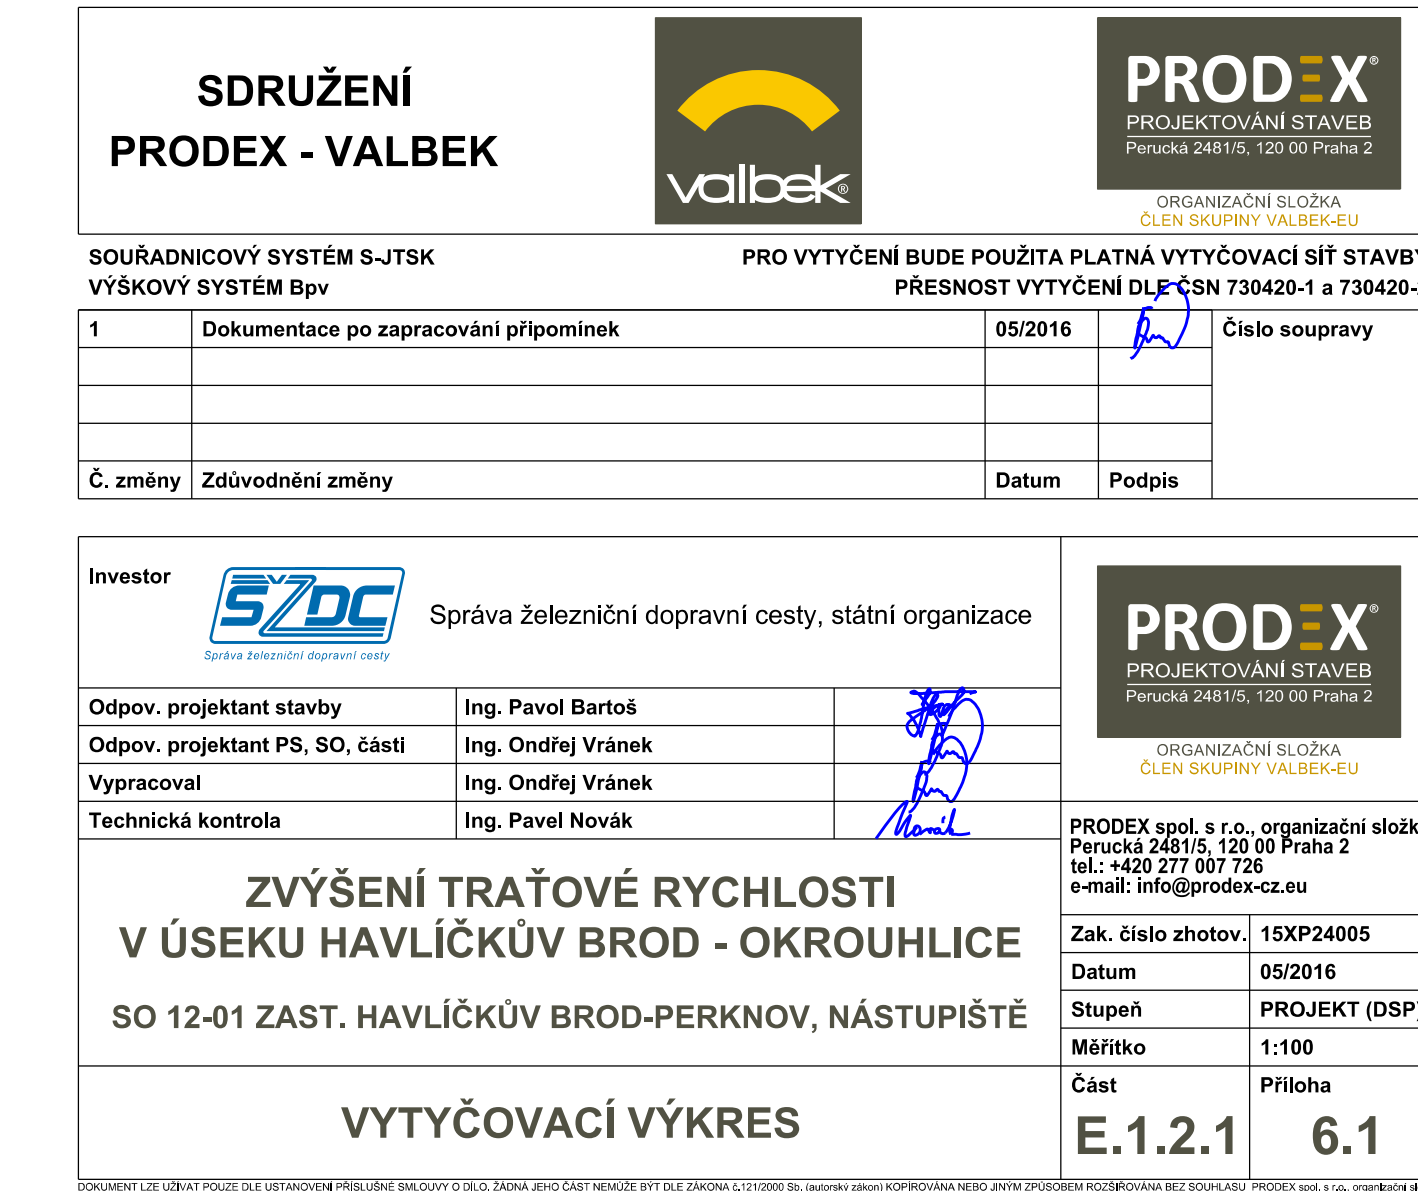 SDRUŽENÍ
PRODEX - VALBEK
valbek®
PRODEX®
PROJEKTOVÁNÍ STAVEB
Perucká 2481/5, 120 00 Praha 2
ORGANIZAČNÍ SLOŽKA
ČLEN SKUPINY VALBEK-EU
SOUŘADNICOVÝ SYSTÉM S-JTSK
VÝŠKOVÝ SYSTÉM Bpv
PRO VYTYČENÍ BUDE POUŽITA PLATNÁ VYTYČOVACÍ SÍŤ STAVBY
PŘESNOST VYTYČENÍ DLE ČSN 730420-1 a 730420-
1 Dokumentace po zapracování připomínek 05/2016 Číslo soupravy
Č. změny Zdůvodnění změny Datum Podpis
Investor
SŽDC
Správa železniční dopravní cesty
Správa železniční dopravní cesty, státní organizace
PRODEX®
PROJEKTOVÁNÍ STAVEB
Perucká 2481/5, 120 00 Praha 2
ORGANIZAČNÍ SLOŽKA
ČLEN SKUPINY VALBEK-EU
Odpov. projektant stavby Ing. Pavol Bartoš
Odpov. projektant PS, SO, části Ing. Ondřej Vránek
Vypracoval Ing. Ondřej Vránek
Technická kontrola Ing. Pavel Novák Novák
PRODEX spol. s r.o., organizační složk
Perucká 2481/5, 120 00 Praha 2
tel.: +420 277 007 726
e-mail: info@prodex-cz.eu
ZVÝŠENÍ TRAŤOVÉ RYCHLOSTI
V ÚSEKU HAVLÍČKŮV BROD - OKROUHLICE
SO 12-01 ZAST. HAVLÍČKŮV BROD-PERKNOV, NÁSTUPIŠTĚ
Zak. číslo zhotov. 15XP24005
Datum 05/2016
Stupeň PROJEKT (DSP)
Měřítko 1:100
VYTYČOVACÍ VÝKRES
Část Příloha
E.1.2.1 6.1
DOKUMENT LZE UŽÍVAT POUZE DLE USTANOVENÍ PŘÍSLUŠNÉ SMLOUVY O DÍLO. ŽÁDNÁ JEHO ČÁST NEMŮŽE BÝT DLE ZÁKONA č.121/2000 Sb. (autorský zákon) KOPÍROVÁNA NEBO JINÝM ZPŮSOBEM ROZŠIŘOVÁNA BEZ SOUHLASU PRODEX spol. s r.o. organizační sl